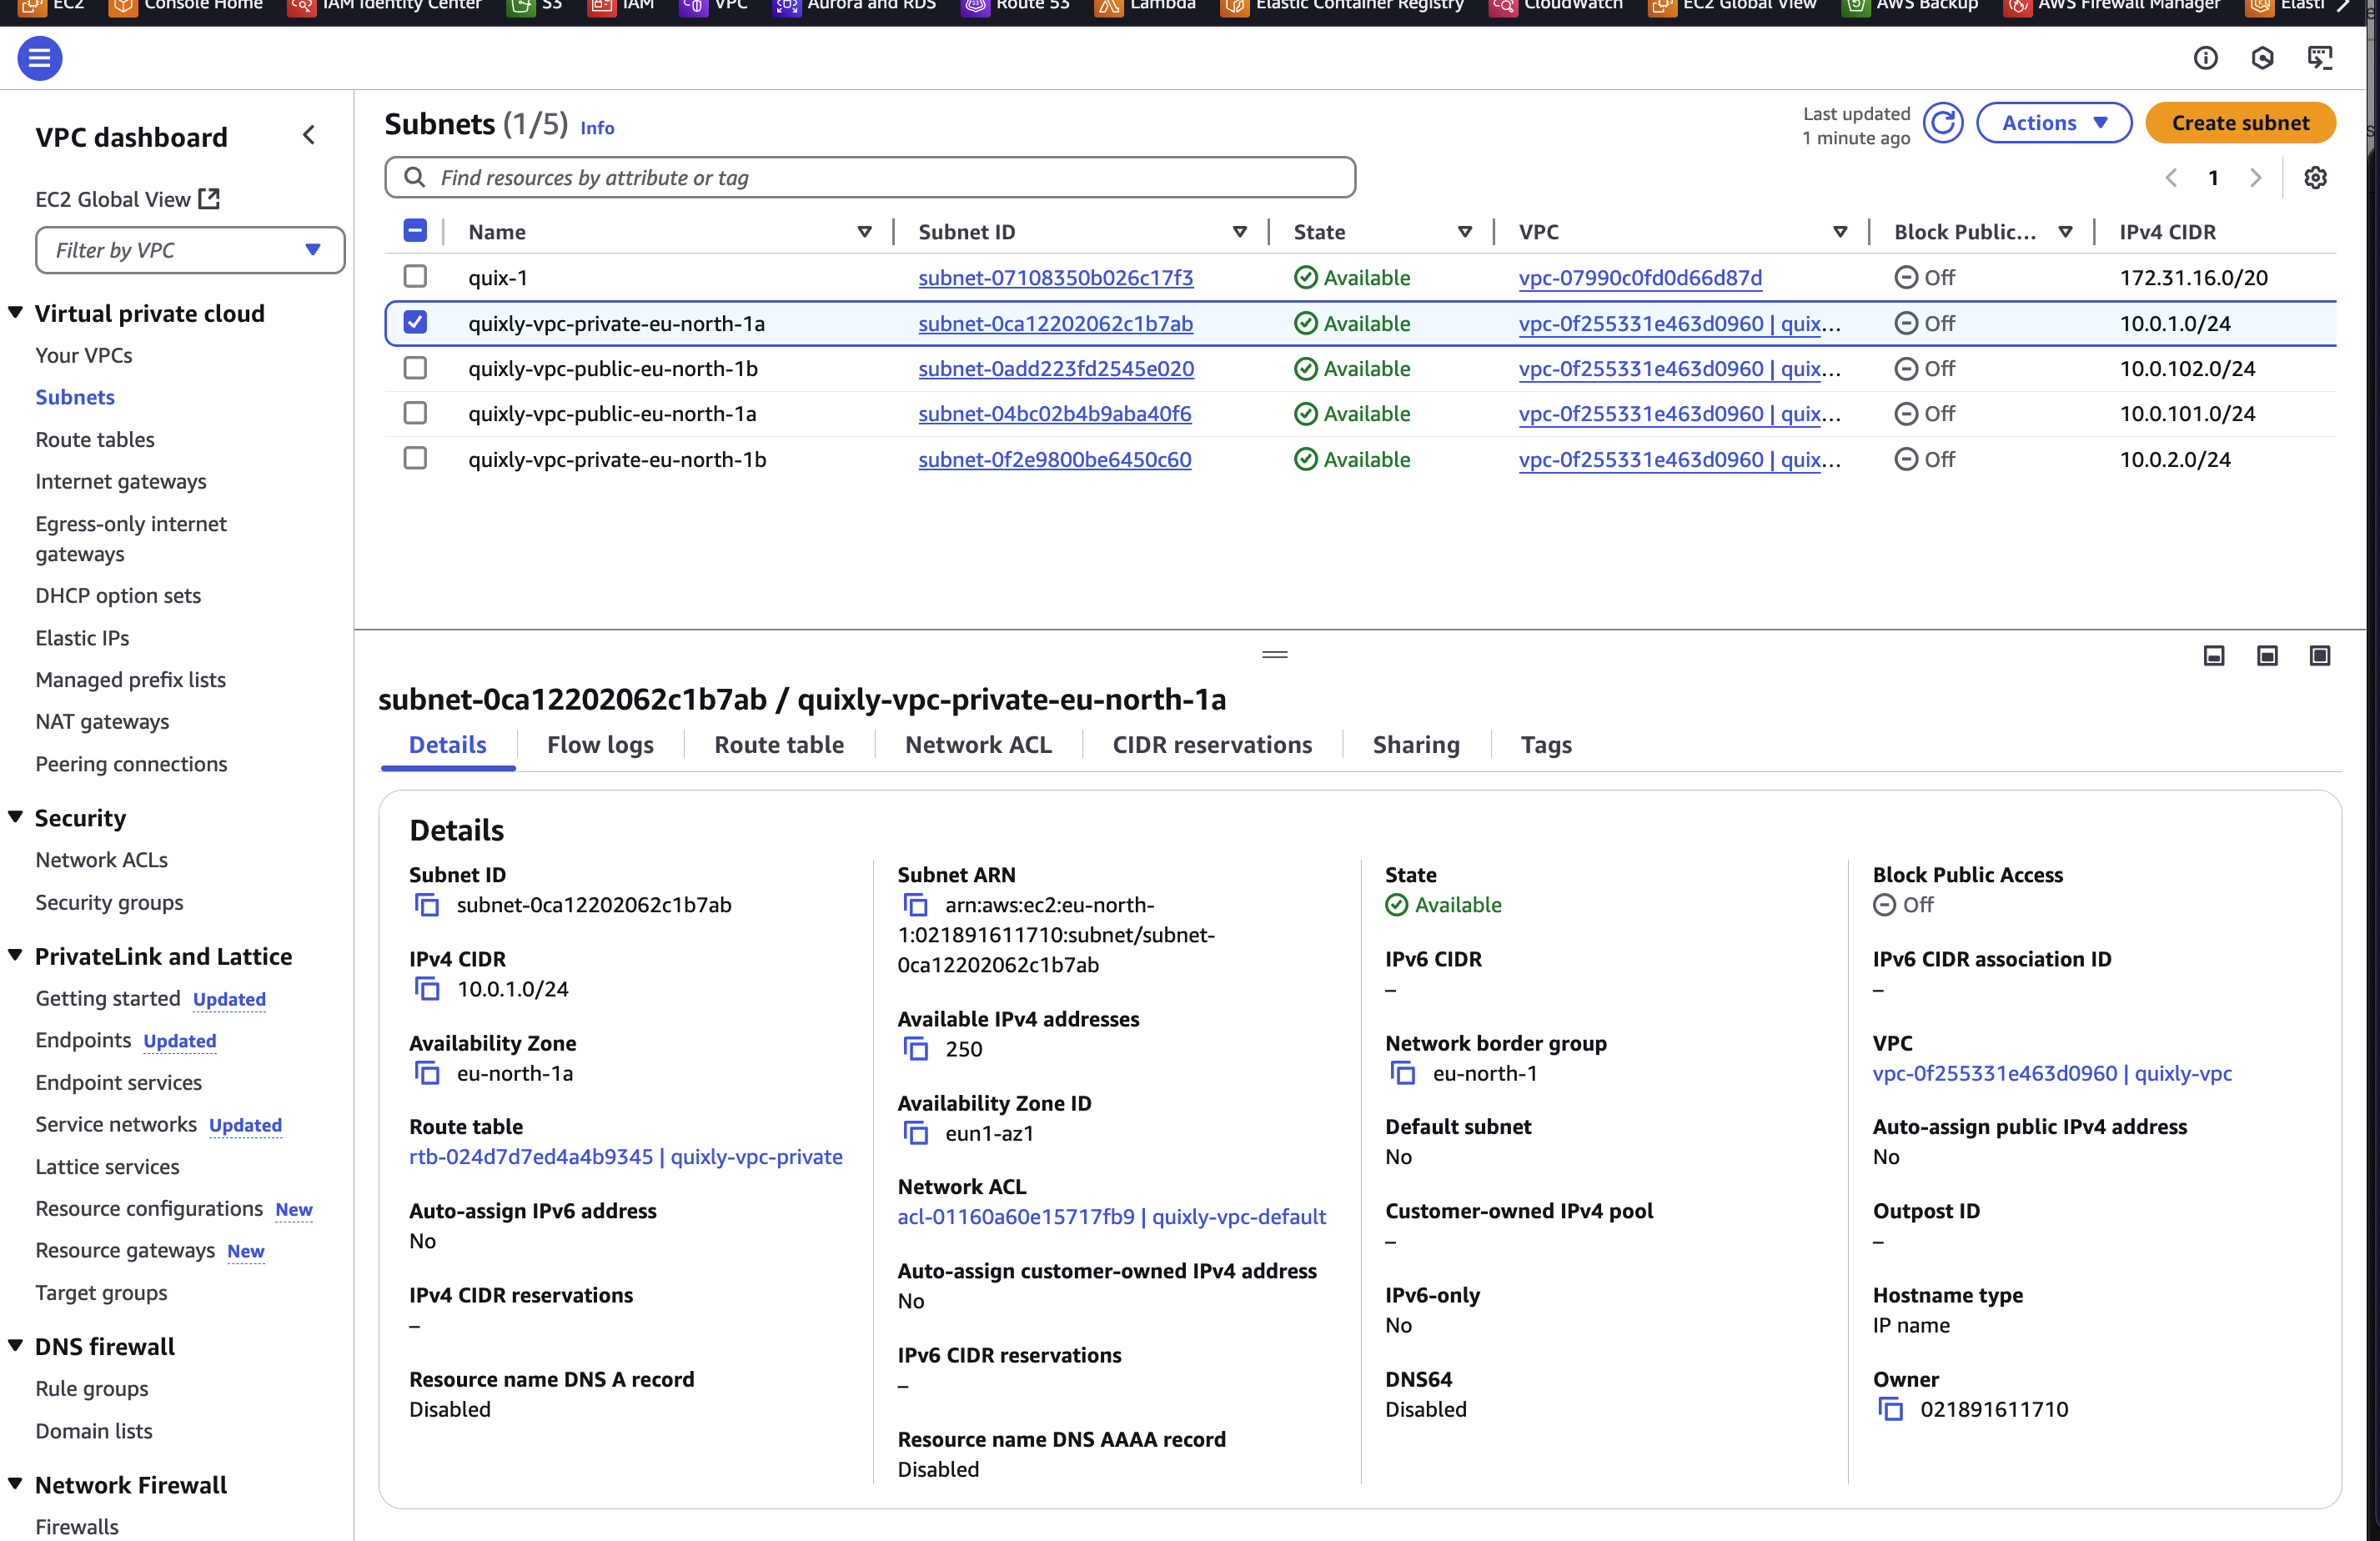 EC2 Console Home IAM Identity Center S3 IAM VPC Aurora and RDS Route 53 Lambda Elastic Container Registry CloudWatch EC2 Global View AWS Backup AWS Firewall Manager Elasti
VPC dashboard
EC2 Global View
Filter by VPC
Virtual private cloud
Your VPCs
Subnets
Route tables
Internet gateways
Egress-only internet
gateways
DHCP option sets
Elastic IPs
Managed prefix lists
NAT gateways
Peering connections
Security
Network ACLs
Security groups
PrivateLink and Lattice
Getting started Updated
Endpoints Updated
Endpoint services
Service networks Updated
Lattice services
Resource configurations New
Resource gateways New
Target groups
DNS firewall
Rule groups
Domain lists
Network Firewall
Firewalls
Subnets (1/5) Info
Last updated
1 minute ago
Actions
Create subnet
Find resources by attribute or tag
1
Name Subnet ID State VPC Block Public... IPv4 CIDR
quix-1 subnet-07108350b026c17f3 Available vpc-07990c0fd0d66d87d Off 172.31.16.0/20
quixly-vpc-private-eu-north-1a subnet-0ca12202062c1b7ab Available vpc-0f255331e463d0960 | quix... Off 10.0.1.0/24
quixly-vpc-public-eu-north-1b subnet-0add223fd2545e020 Available vpc-0f255331e463d0960 | quix... Off 10.0.102.0/24
quixly-vpc-public-eu-north-1a subnet-04bc02b4b9aba40f6 Available vpc-0f255331e463d0960 | quix... Off 10.0.101.0/24
quixly-vpc-private-eu-north-1b subnet-0f2e9800be6450c60 Available vpc-0f255331e463d0960 | quix... Off 10.0.2.0/24
subnet-0ca12202062c1b7ab / quixly-vpc-private-eu-north-1a
Details Flow logs Route table Network ACL CIDR reservations Sharing Tags
Details
Subnet ID
subnet-0ca12202062c1b7ab
IPv4 CIDR
10.0.1.0/24
Availability Zone
eu-north-1a
Route table
rtb-024d7d7ed4a4b9345 | quixly-vpc-private
Auto-assign IPv6 address
No
IPv4 CIDR reservations
–
Resource name DNS A record
Disabled
Subnet ARN
arn:aws:ec2:eu-north-
1:021891611710:subnet/subnet-
0ca12202062c1b7ab
Available IPv4 addresses
250
Availability Zone ID
eun1-az1
Network ACL
acl-01160a60e15717fb9 | quixly-vpc-default
Auto-assign customer-owned IPv4 address
No
IPv6 CIDR reservations
–
Resource name DNS AAAA record
Disabled
State
Available
IPv6 CIDR
–
Network border group
eu-north-1
Default subnet
No
Customer-owned IPv4 pool
–
IPv6-only
No
DNS64
Disabled
Block Public Access
Off
IPv6 CIDR association ID
–
VPC
vpc-0f255331e463d0960 | quixly-vpc
Auto-assign public IPv4 address
No
Outpost ID
–
Hostname type
IP name
Owner
021891611710